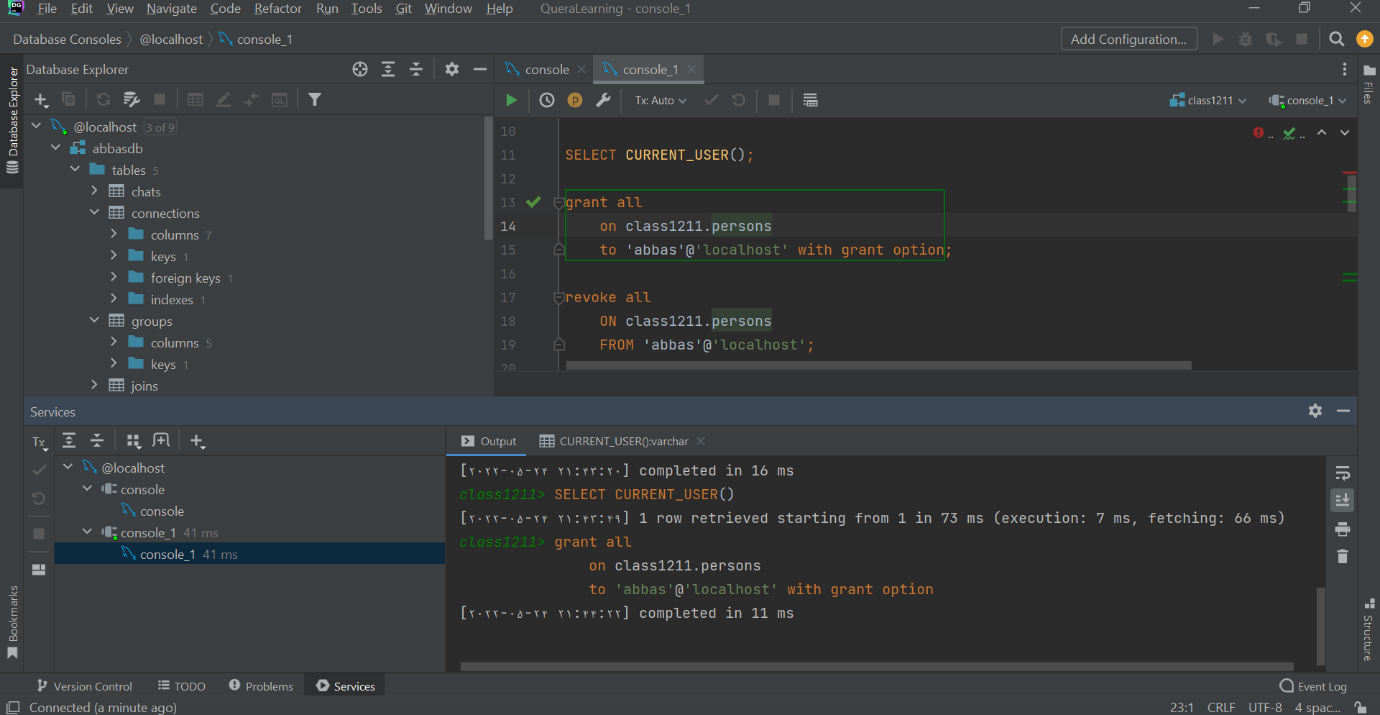 DG File Edit View Navigate Code Refactor Run Tools Git Window Help QueraLearning - console_1
Database Consoles @localhost console_1 Add Configuration...
Database Explorer
Database Explorer
console console_1
Files
Tx: Auto class1211 console_1
@localhost 3 of 9
abbasdb
tables 5
chats
connections
columns 7
keys 1
foreign keys 1
indexes 1
groups
columns 5
keys 1
joins
10
11 SELECT CURRENT_USER();
12
13 grant all
14 on class1211.persons
15 to 'abbas'@'localhost' with grant option;
16
17 revoke all
18 ON class1211.persons
19 FROM 'abbas'@'localhost';
20
Services
Tx
@localhost
console
console
console_1 41 ms
console_1 41 ms
Output CURRENT_USER():varchar
[۲۰۲۲-۰۵-۲۴ ۲۱:۴۳:۲۰] completed in 16 ms
class1211> SELECT CURRENT_USER()
[۲۰۲۲-۰۵-۲۴ ۲۱:۴۳:۴۹] 1 row retrieved starting from 1 in 73 ms (execution: 7 ms, fetching: 66 ms)
class1211> grant all
on class1211.persons
to 'abbas'@'localhost' with grant option
[۲۰۲۲-۰۵-۲۴ ۲۱:۴۴:۲۲] completed in 11 ms
Bookmarks
Structure
Version Control TODO Problems Services Event Log
Connected (a minute ago) 23:1 CRLF UTF-8 4 spac...